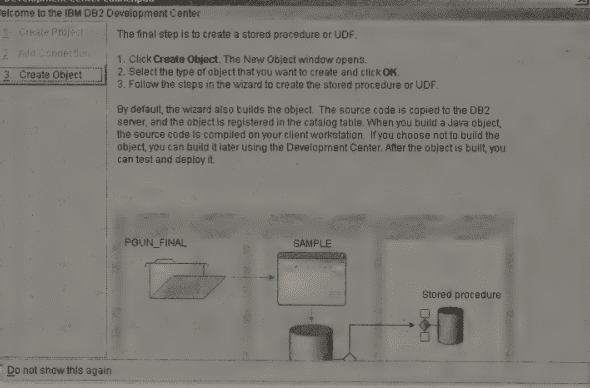 Welcome to the IBM DB2 Development Center
1 Create Project
2 Add Connection
3. Create Object
The final step is to create a stored procedure or UDF.
1. Click Create Object. The New Object window opens.
2. Select the type of object that you want to create and click OK.
3. Follow the steps in the wizard to create the stored procedure or UDF.
By default, the wizard also builds the object. The source code is copied to the DB2
server, and the object is registered in the catalog table. When you build a Java object,
the source code is compiled on your client workstation. If you choose not to build the
object, you can build it later using the Development Center. After the object is built, you
can test and deploy it.
PGUN_FINAL
SAMPLE
Stored procedure
Do not show this again